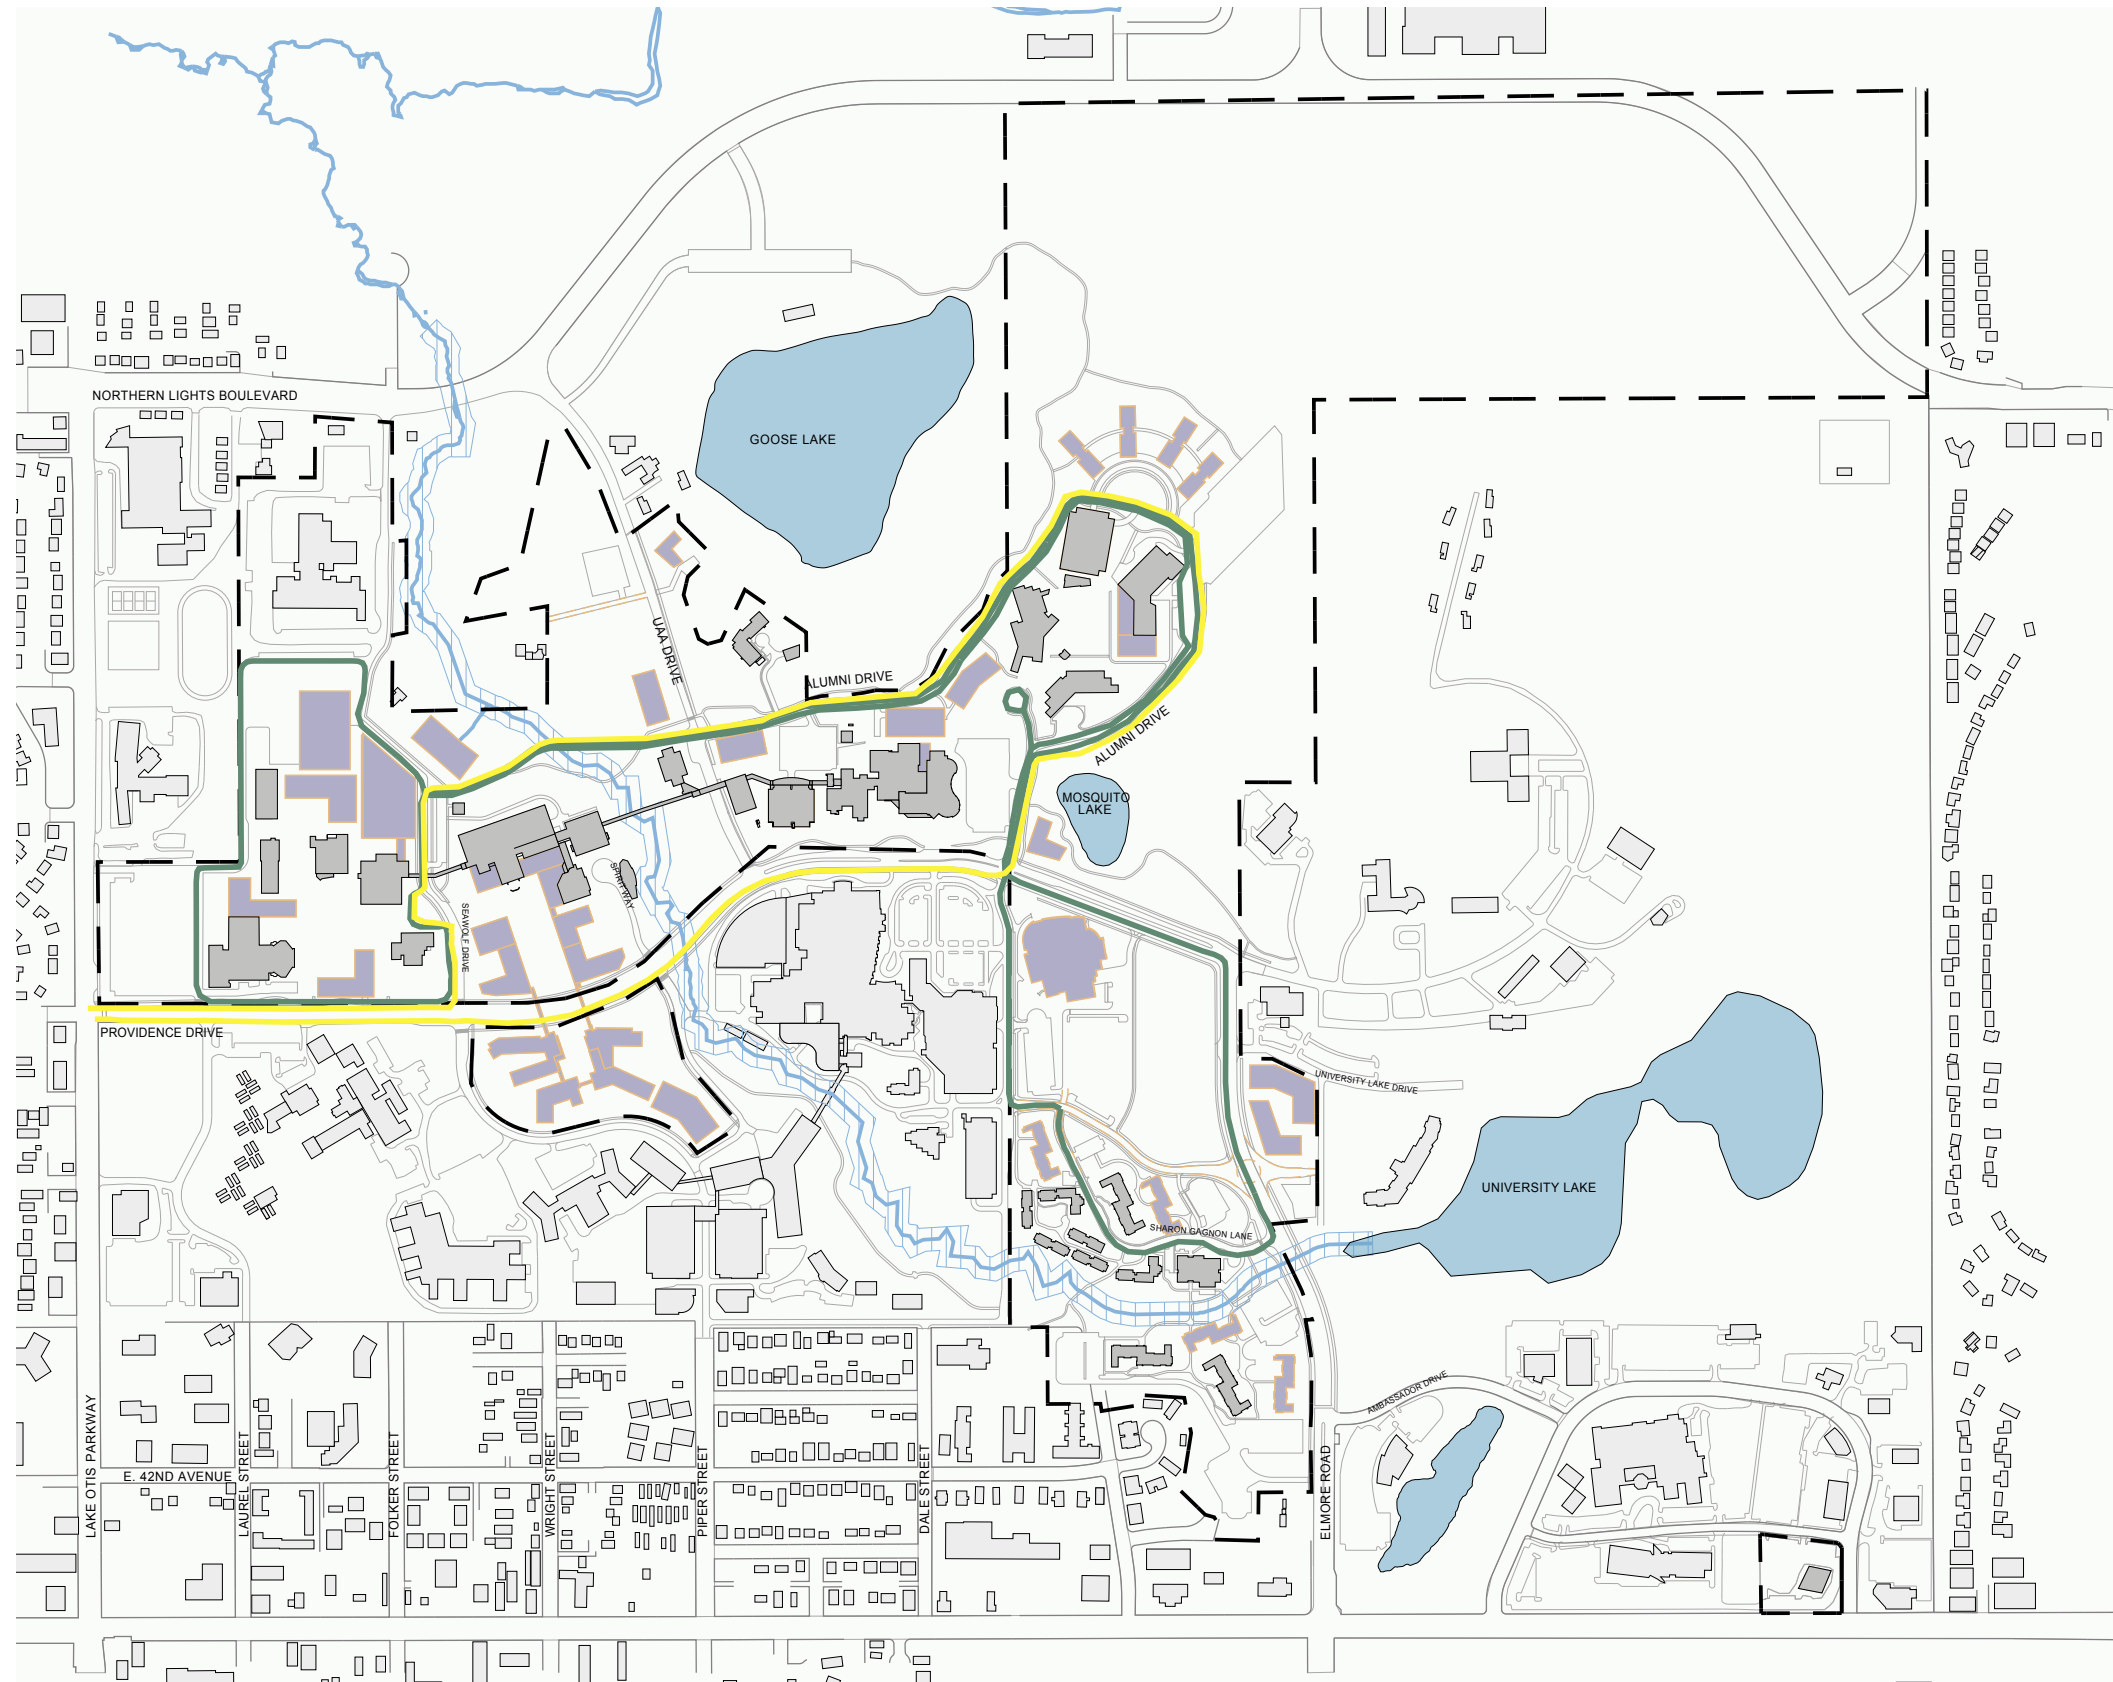 NORTHERN LIGHTS BOULEVARD
GOOSE LAKE
UAA DRIVE
ALUMNI DRIVE
ALUMNI DRIVE
MOSQUITO
LAKE
SPIRIT WAY
SEAWOLF DRIVE
PROVIDENCE DRIVE
UNIVERSITY LAKE DRIVE
UNIVERSITY LAKE
SHARON GAGNON LANE
AMBASSADOR DRIVE
LAKE OTIS PARKWAY
E. 42ND AVENUE
LAUREL STREET
FOLKER STREET
WRIGHT STREET
PIPER STREET
DALE STREET
ELMORE ROAD